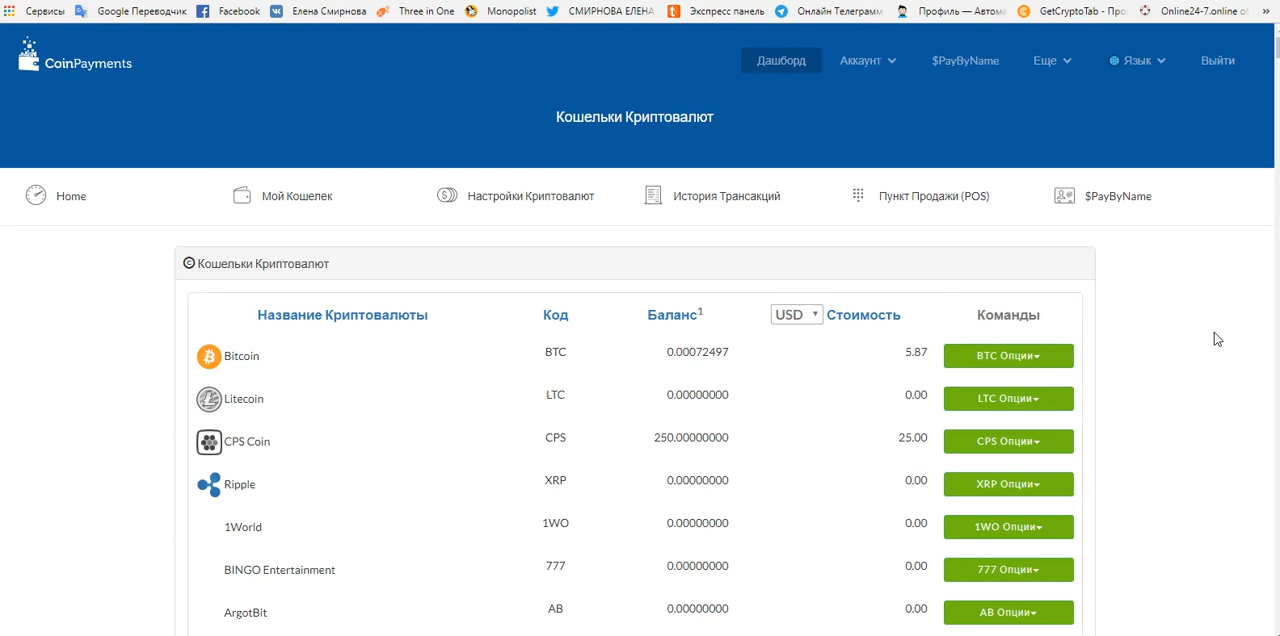 Сервисы Google Переводчик Facebook Елена Смирнова Three in One Monopolist СМИРНОВА ЕЛЕНА Экспресс панель Онлайн Телеграмм Профиль — Автома GetCryptoTab - Про Online24-7.online о »
CoinPayments
Дашборд Аккаунт $PayByName Еще Язык Выйти
Кошельки Криптовалют
Home Мой Кошелек Настройки Криптовалют История Трансакций Пункт Продажи (POS) $PayByName
Кошельки Криптовалют
Название Криптовалюты Код Баланс1 USD Стоимость Команды
Bitcoin BTC 0.00072497 5.87 BTC Опции
Litecoin LTC 0.00000000 0.00 LTC Опции
CPS Coin CPS 250.00000000 25.00 CPS Опции
Ripple XRP 0.00000000 0.00 XRP Опции
1World 1WO 0.00000000 0.00 1WO Опции
BINGO Entertainment 777 0.00000000 0.00 777 Опции
ArgotBit AB 0.00000000 0.00 AB Опции